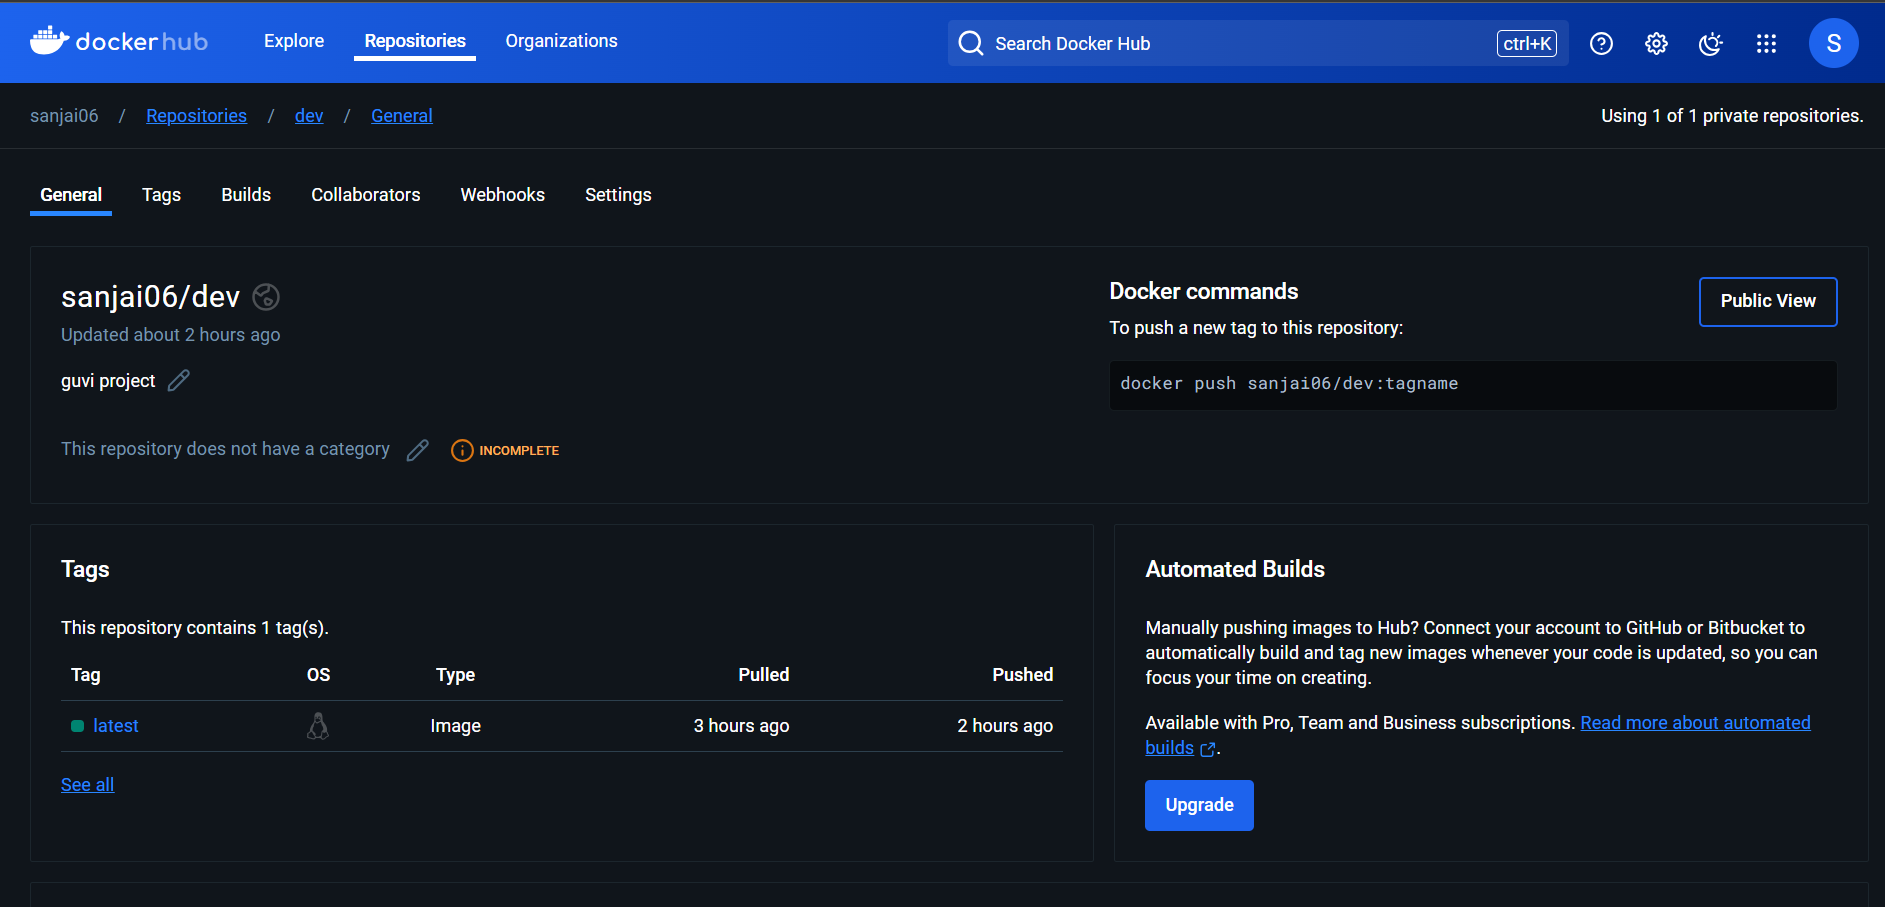 dockerhub
Explore
Repositories
Organizations
Search Docker Hub
ctrl+K
S
sanjai06 / Repositories / dev / General
Using 1 of 1 private repositories.
General
Tags
Builds
Collaborators
Webhooks
Settings
sanjai06/dev
Updated about 2 hours ago
guvi project
This repository does not have a category
INCOMPLETE
Docker commands
Public View
To push a new tag to this repository:
docker push sanjai06/dev:tagname
Tags
This repository contains 1 tag(s).
Tag OS Type Pulled Pushed
latest Image 3 hours ago 2 hours ago
See all
Automated Builds
Manually pushing images to Hub? Connect your account to GitHub or Bitbucket to
automatically build and tag new images whenever your code is updated, so you can
focus your time on creating.
Available with Pro, Team and Business subscriptions. Read more about automated
builds .
Upgrade